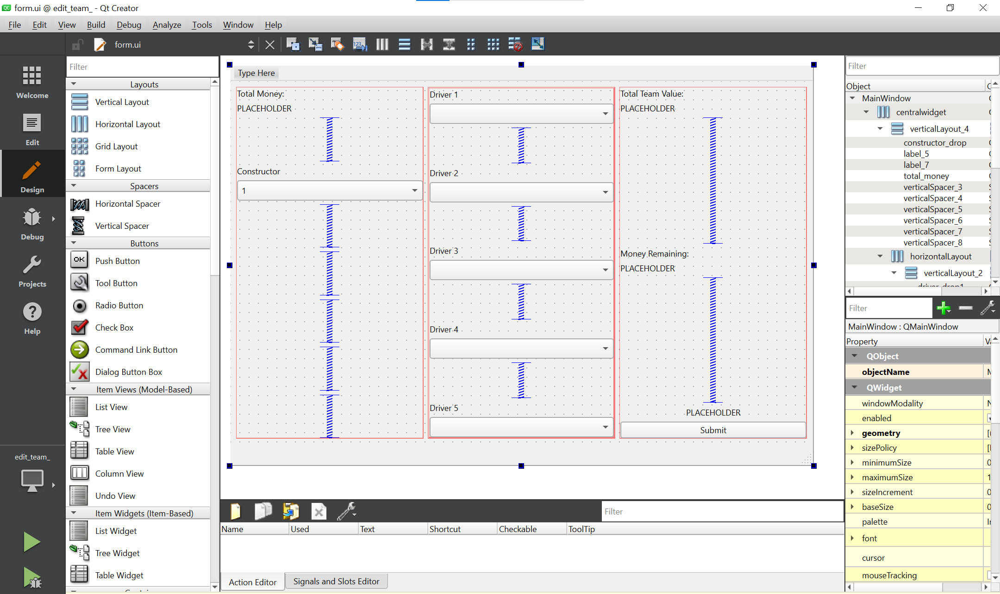 form.ui @ edit_team_ - Qt Creator
File Edit View Build Debug Analyze Tools Window Help
form.ui
Welcome
Edit
Design
Debug
Projects
Help
edit_team_
Filter
Layouts
Vertical Layout
Horizontal Layout
Grid Layout
Form Layout
Spacers
Horizontal Spacer
Vertical Spacer
Buttons
OK Push Button
Tool Button
Radio Button
Check Box
Command Link Button
Dialog Button Box
Item Views (Model-Based)
List View
Tree View
Table View
Column View
Undo View
Item Widgets (Item-Based)
List Widget
Tree Widget
Table Widget
Type Here
Total Money:
PLACEHOLDER
Constructor
1
Driver 1
Driver 2
Driver 3
Driver 4
Driver 5
Total Team Value:
PLACEHOLDER
Money Remaining:
PLACEHOLDER
PLACEHOLDER
Submit
Filter
Name Used Text Shortcut Checkable ToolTip
Action Editor Signals and Slots Editor
Filter
Object
MainWindow
centralwidget
verticalLayout_4
constructor_drop
label_5
label_7
total_money
verticalSpacer_3
verticalSpacer_4
verticalSpacer_5
verticalSpacer_6
verticalSpacer_7
verticalSpacer_8
horizontalLayout
verticalLayout_2
Filter
MainWindow : QMainWindow
Property
QObject
objectName
QWidget
windowModality
enabled
geometry
sizePolicy
minimumSize
maximumSize
sizeIncrement
baseSize
palette
font
cursor
mouseTracking